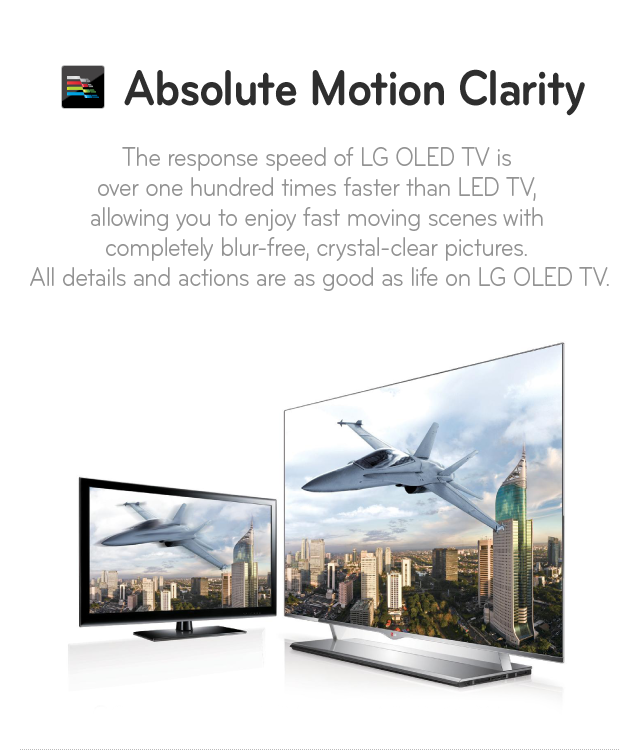 Absolute Motion Clarity
The response speed of LG OLED TV is
over one hundred times faster than LED TV,
allowing you to enjoy fast moving scenes with
completely blur-free, crystal-clear pictures.
All details and actions are as good as life on LG OLED TV.